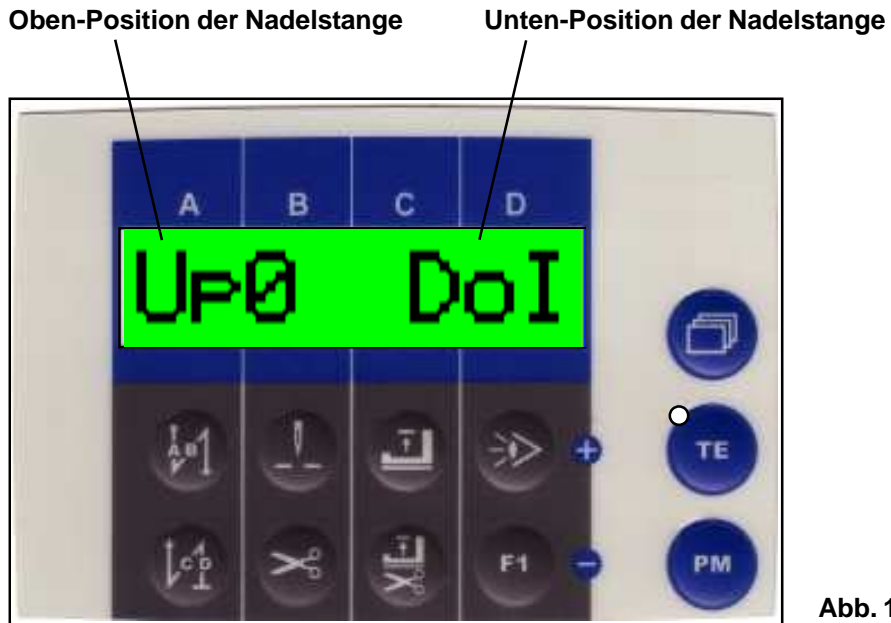 Oben-Position der Nadelstange Unten-Position der Nadelstange
A B C D
Up0 DoI
A B
TE
C D
F1
PM
Abb. 1